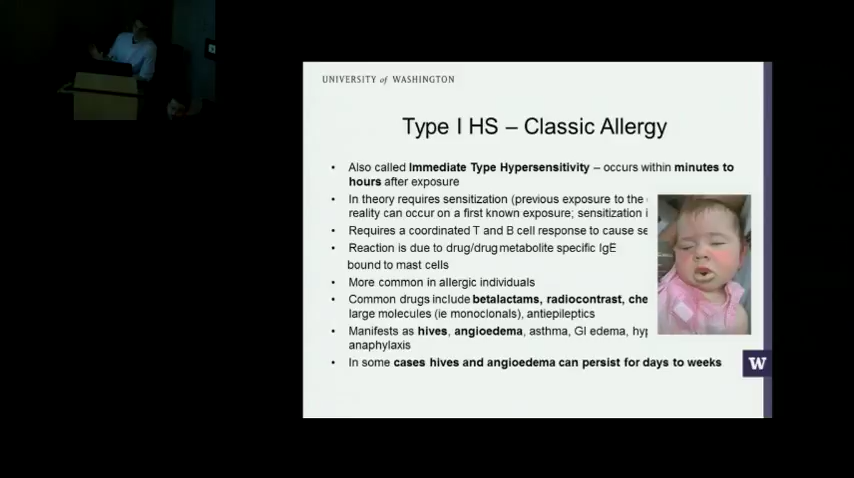 UNIVERSITY of WASHINGTON
Type I HS – Classic Allergy
• Also called Immediate Type Hypersensitivity – occurs within minutes to
hours after exposure
• In theory requires sensitization (previous exposure to the
reality can occur on a first known exposure; sensitization
• Requires a coordinated T and B cell response to cause
• Reaction is due to drug/drug metabolite specific IgE
bound to mast cells
• More common in allergic individuals
• Common drugs include betalactams, radiocontrast,
large molecules (ie monoclonals), antiepileptics
• Manifests as hives, angioedema, asthma, GI edema,
anaphylaxis
• In some cases hives and angioedema can persist for days to weeks
W